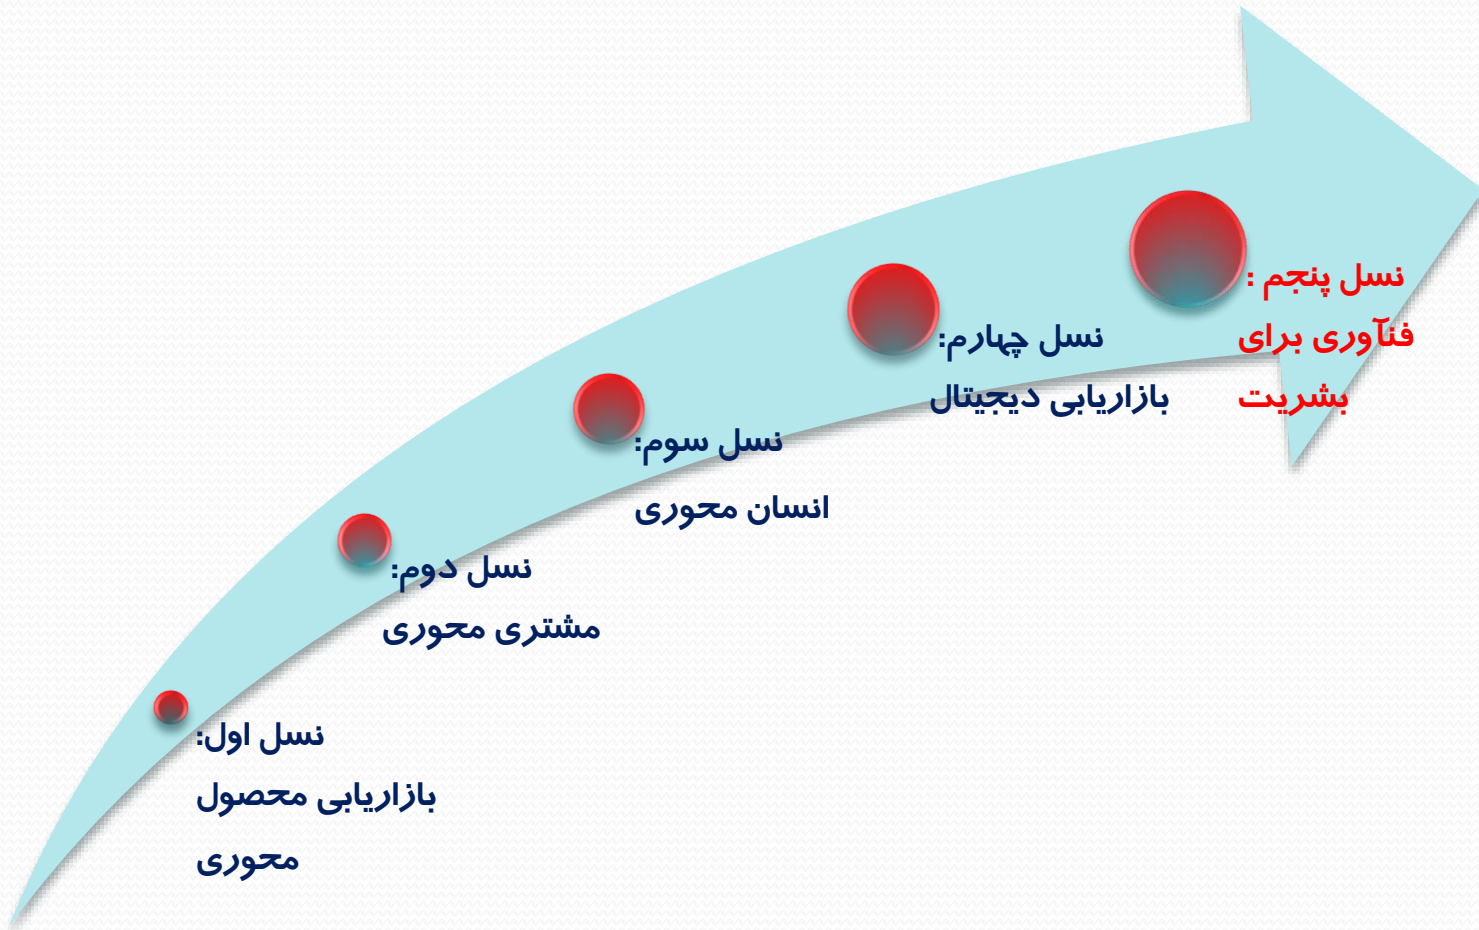 نسل اول:
بازاریابی محصول
محوری
نسل دوم:
مشتری محوری
نسل سوم:
انسان محوری
نسل چهارم:
بازاریابی دیجیتال
نسل پنجم :
فنآوری برای
بشریت